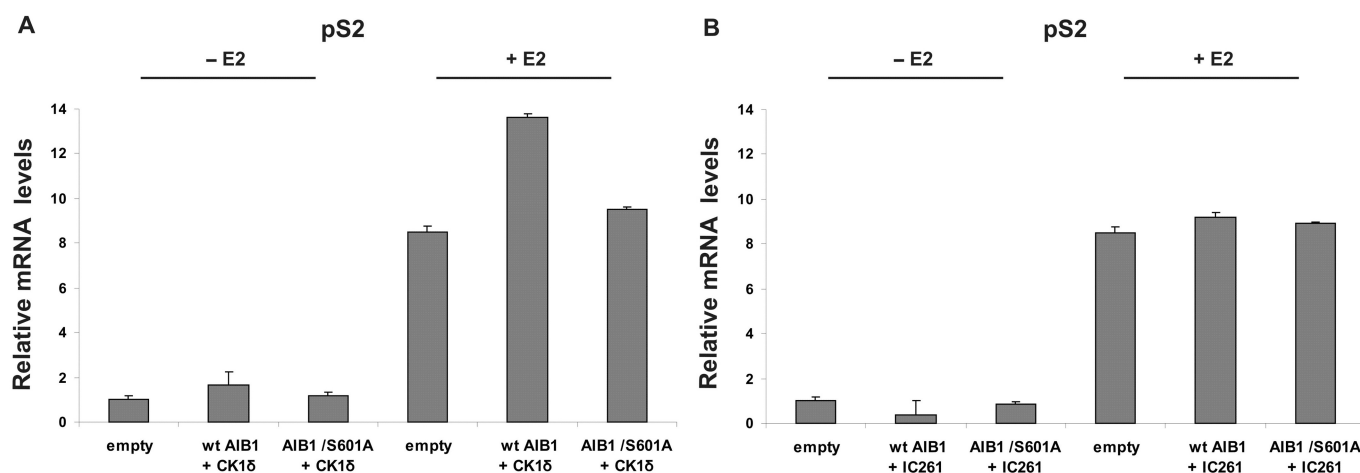 A
pS2
– E2
+ E2
Relative mRNA levels
14
12
10
8
6
4
2
0
empty
wt AIB1
+ CK1δ
AIB1 /S601A
+ CK1δ
empty
wt AIB1
+ CK1δ
AIB1 /S601A
+ CK1δ
B
pS2
– E2
+ E2
Relative mRNA levels
14
12
10
8
6
4
2
0
empty
wt AIB1
+ IC261
AIB1 /S601A
+ IC261
empty
wt AIB1
+ IC261
AIB1 /S601A
+ IC261